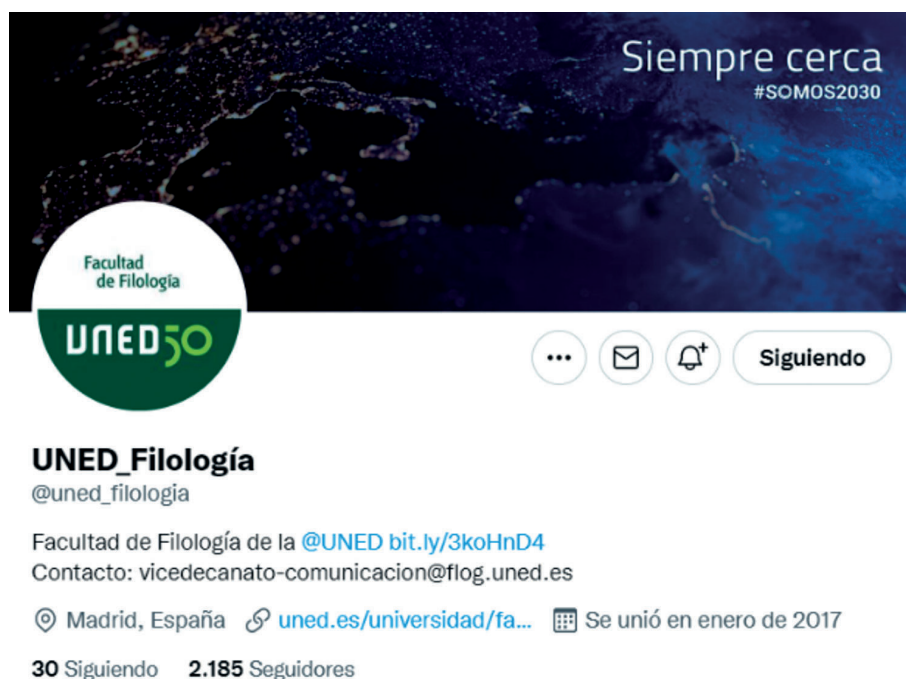 Siempre cerca
#SOMOS2030
Facultad
de Filología
UNED50
Siguiendo
UNED_Filología
@uned_filologia
Facultad de Filología de la @UNED bit.ly/3koHnD4
Contacto: vicedecanato-comunicacion@flog.uned.es
Madrid, España uned.es/universidad/fa... Se unió en enero de 2017
30 Siguiendo 2.185 Seguidores